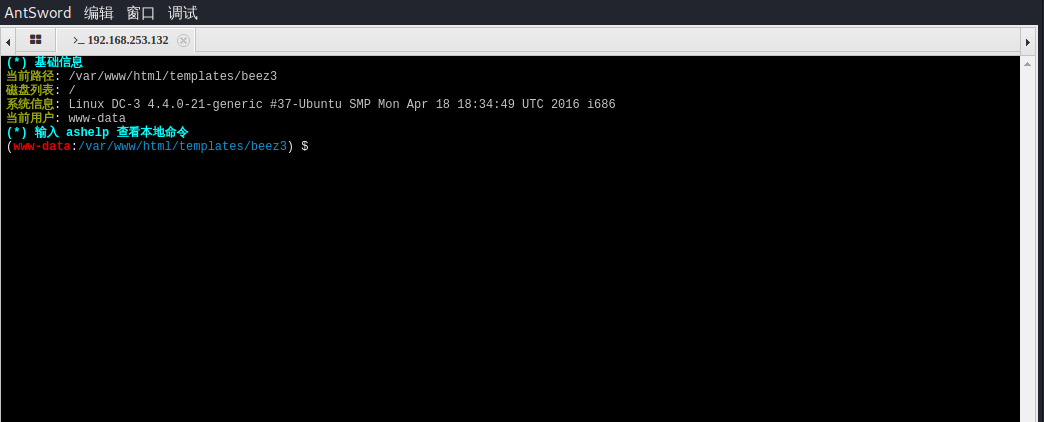 AntSword 编辑 窗口 调试
>_ 192.168.253.132
(*) 基础信息
当前路径: /var/www/html/templates/beez3
磁盘列表: /
系统信息: Linux DC-3 4.4.0-21-generic #37-Ubuntu SMP Mon Apr 18 18:34:49 UTC 2016 i686
当前用户: www-data
(*) 输入 ashelp 查看本地命令
(www-data:/var/www/html/templates/beez3) $